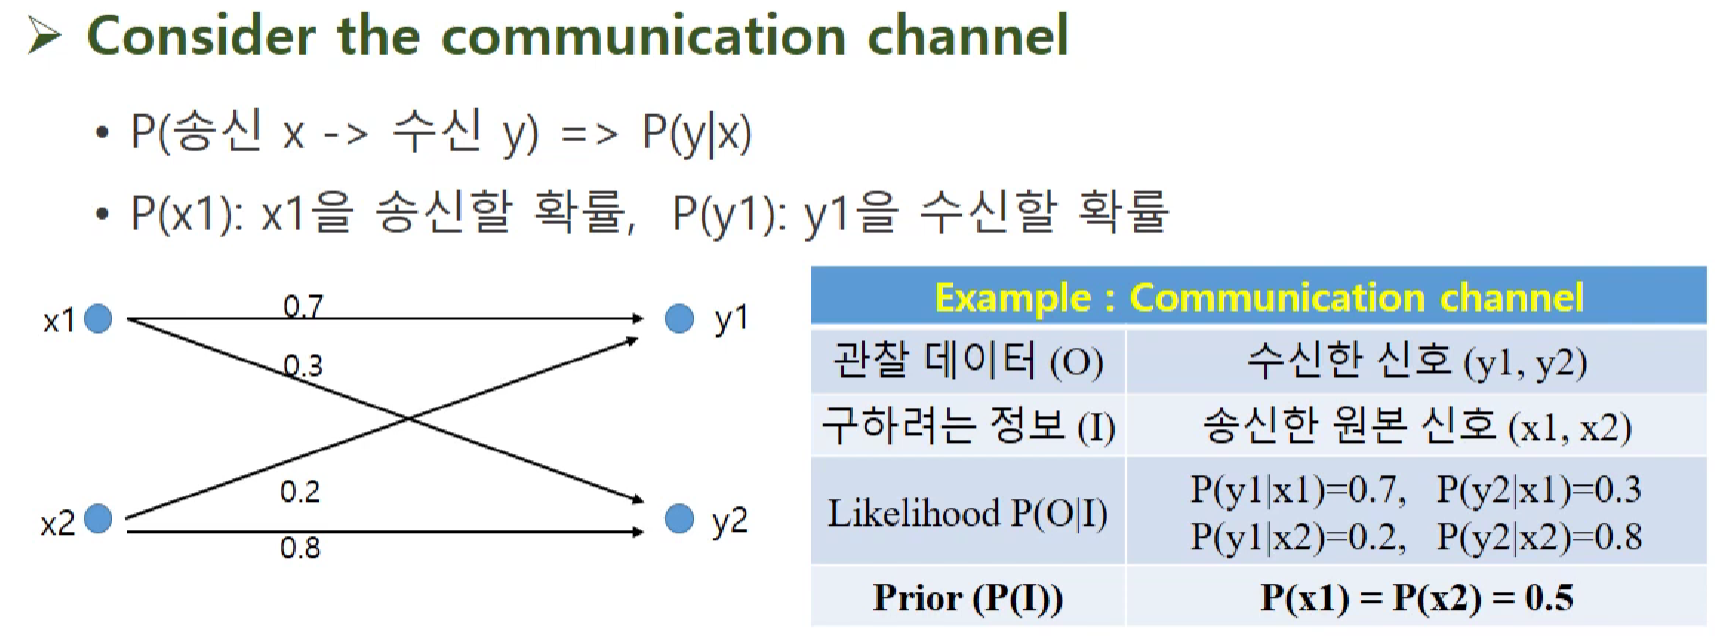 ➢ Consider the communication channel
• P(송신 x -> 수신 y) => P(y|x)
• P(x1): x1을 송신할 확률, P(y1): y1을 수신할 확률
x1
0.7
y1
0.3
0.2
x2
y2
0.8
Example : Communication channel
관찰 데이터 (O)
수신한 신호 (y1, y2)
구하려는 정보 (I)
송신한 원본 신호 (x1, x2)
Likelihood P(O|I)
P(y1|x1)=0.7, P(y2|x1)=0.3
P(y1|x2)=0.2, P(y2|x2)=0.8
Prior (P(I))
P(x1) = P(x2) = 0.5